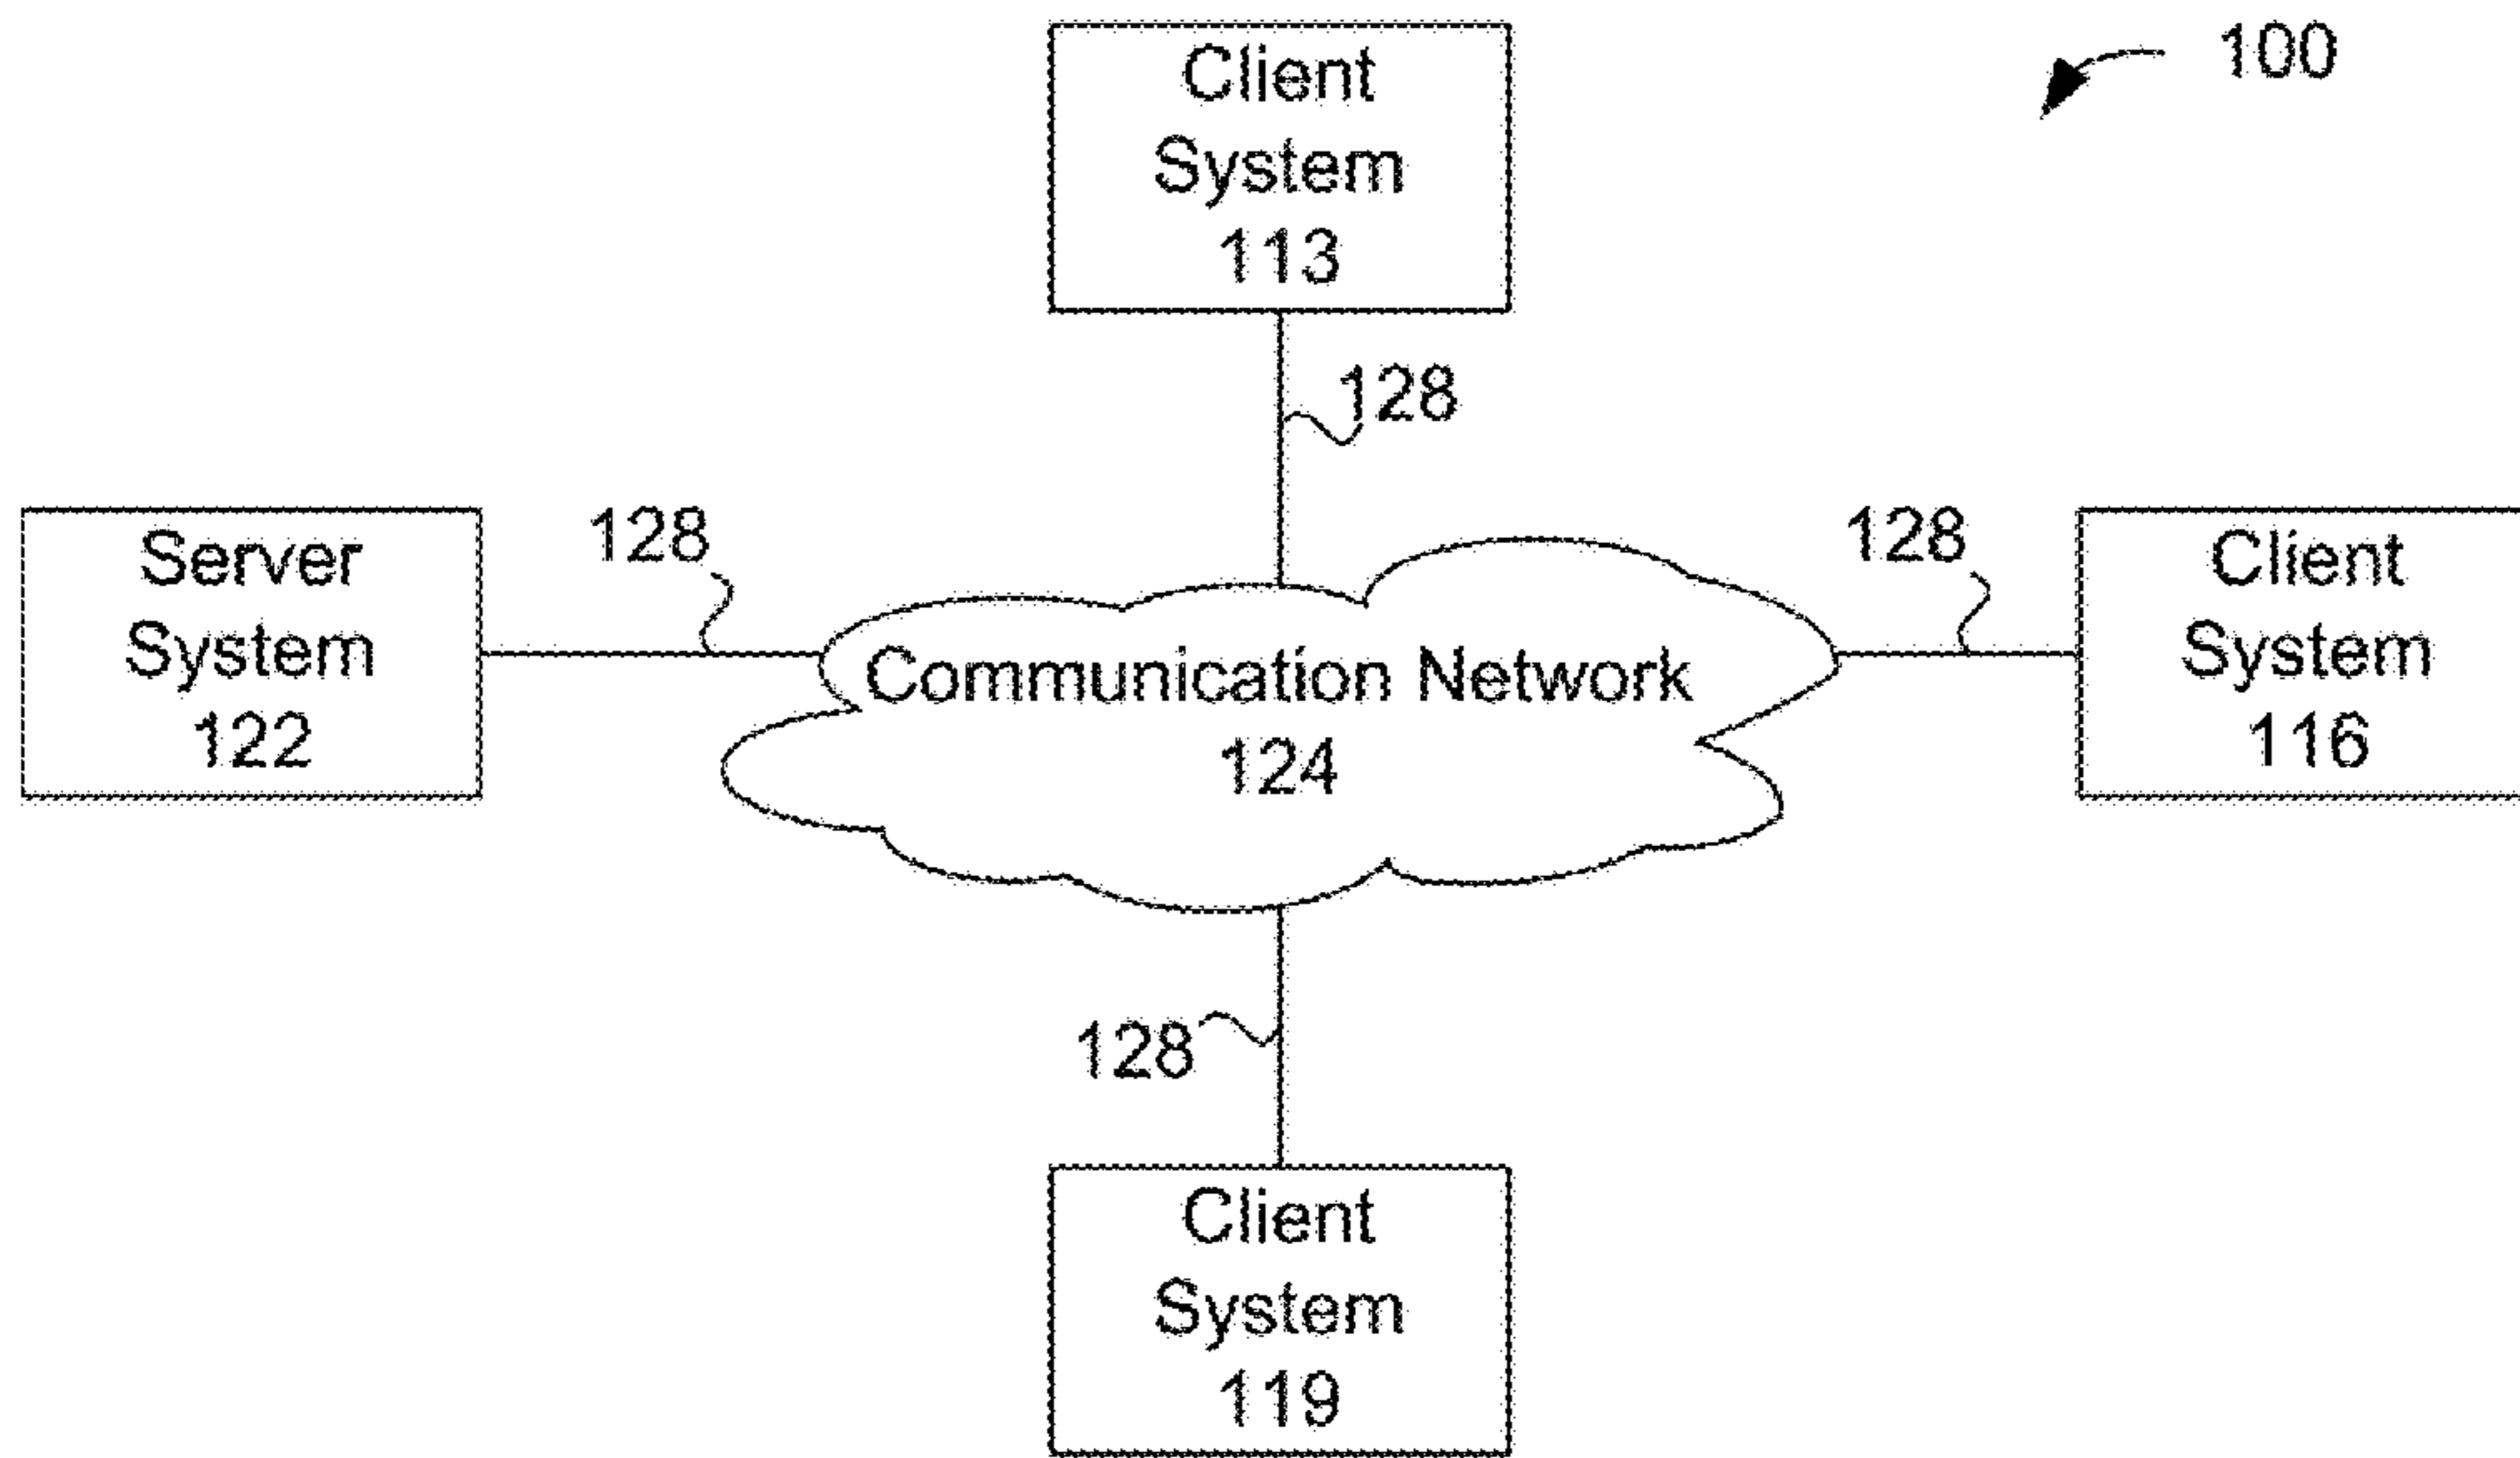 Client
System
113
100
128
Server
System
122
128
Communication Network
124
128
Client
System
116
128
Client
System
119